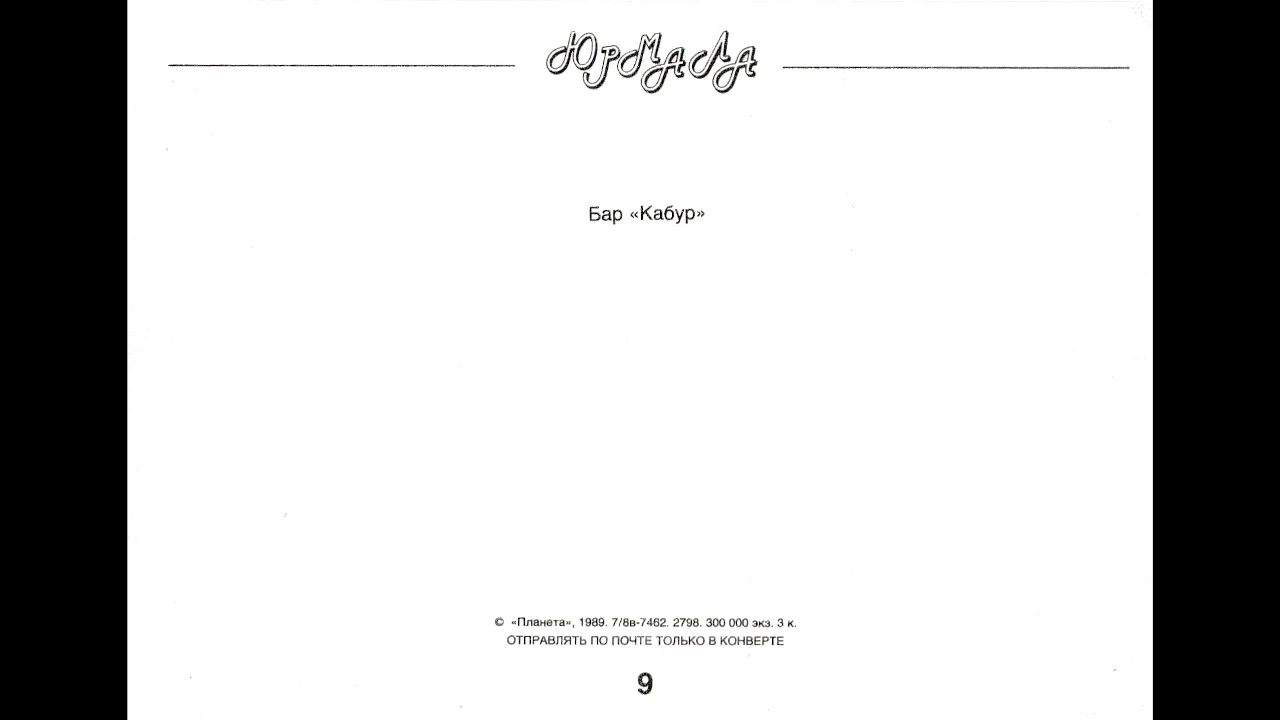 ЮРМАЛА
Бар «Кабур»
© «Планета», 1989. 7/8в-7462. 2798. 300 000 экз. 3 к.
ОТПРАВЛЯТЬ ПО ПОЧТЕ ТОЛЬКО В КОНВЕРТЕ
9